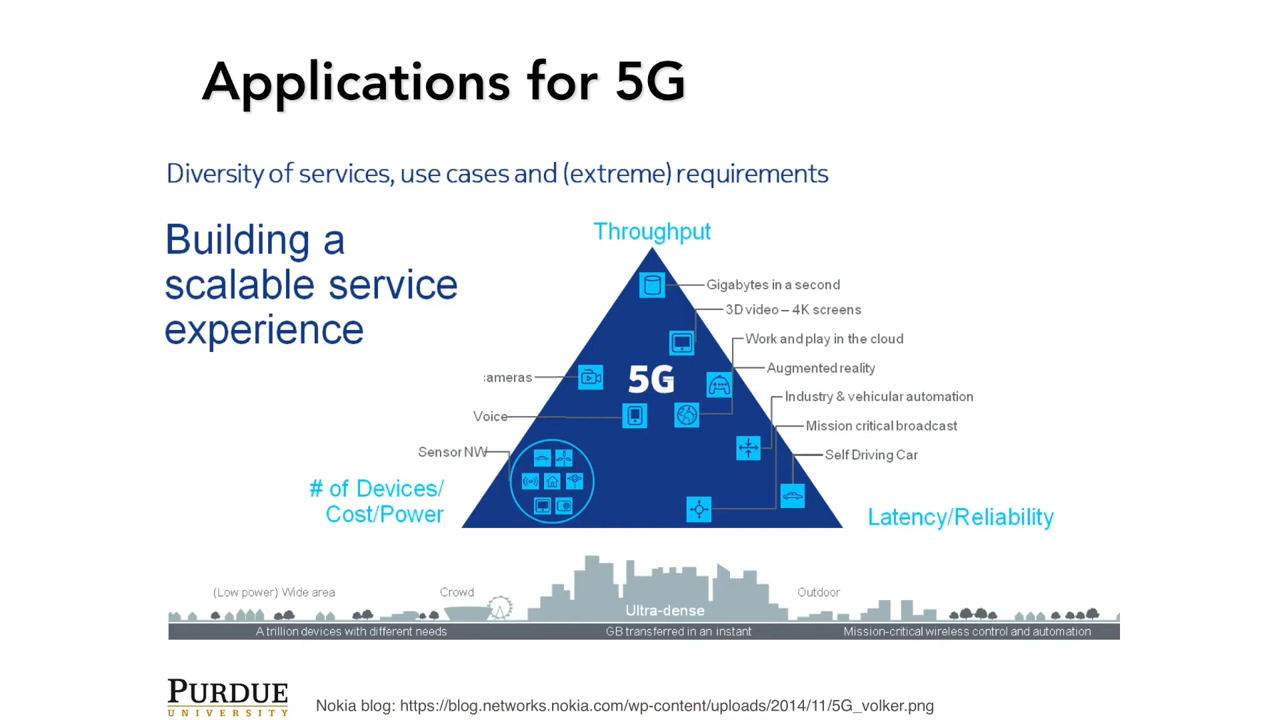 Applications for 5G
Diversity of services, use cases and (extreme) requirements
Building a
scalable service
experience
Throughput
Gigabytes in a second
3D video – 4K screens
Work and play in the cloud
Augmented reality
Industry & vehicular automation
Mission critical broadcast
Self Driving Car
cameras
Voice
Sensor NW
5G
# of Devices/
Cost/Power
Latency/Reliability
(Low power) Wide area
Crowd
Ultra-dense
Outdoor
A trillion devices with different needs
GB transferred in an instant
Mission-critical wireless control and automation
PURDUE
UNIVERSITY
Nokia blog: https://blog.networks.nokia.com/wp-content/uploads/2014/11/5G_volker.png